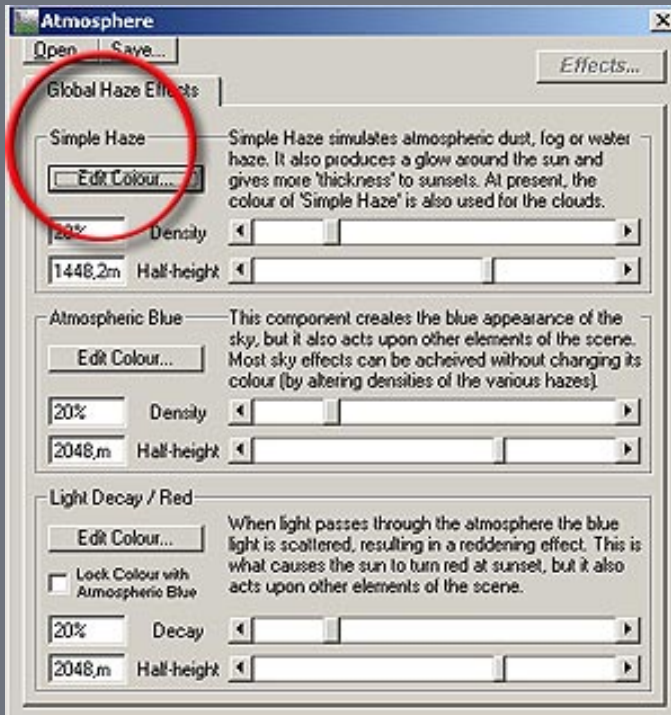 Atmosphere
Open... Save...
Effects...
Global Haze Effects
Simple Haze
Edit Colour...
Simple Haze simulates atmospheric dust, fog or water
haze. It also produces a glow around the sun and
gives more 'thickness' to sunsets. At present, the
colour of 'Simple Haze' is also used for the clouds.
20% Density
1448,2m Half-height
Atmospheric Blue
Edit Colour...
This component creates the blue appearance of the
sky, but it also acts upon other elements of the scene.
Most sky effects can be acheived without changing its
colour (by altering densities of the various hazes).
20% Density
2048,m Half-height
Light Decay / Red
Edit Colour...
Lock Colour with
Atmospheric Blue
When light passes through the atmosphere the blue
light is scattered, resulting in a reddening effect. This is
what causes the sun to turn red at sunset, but it also
acts upon other elements of the scene.
20% Decay
2048,m Half-height